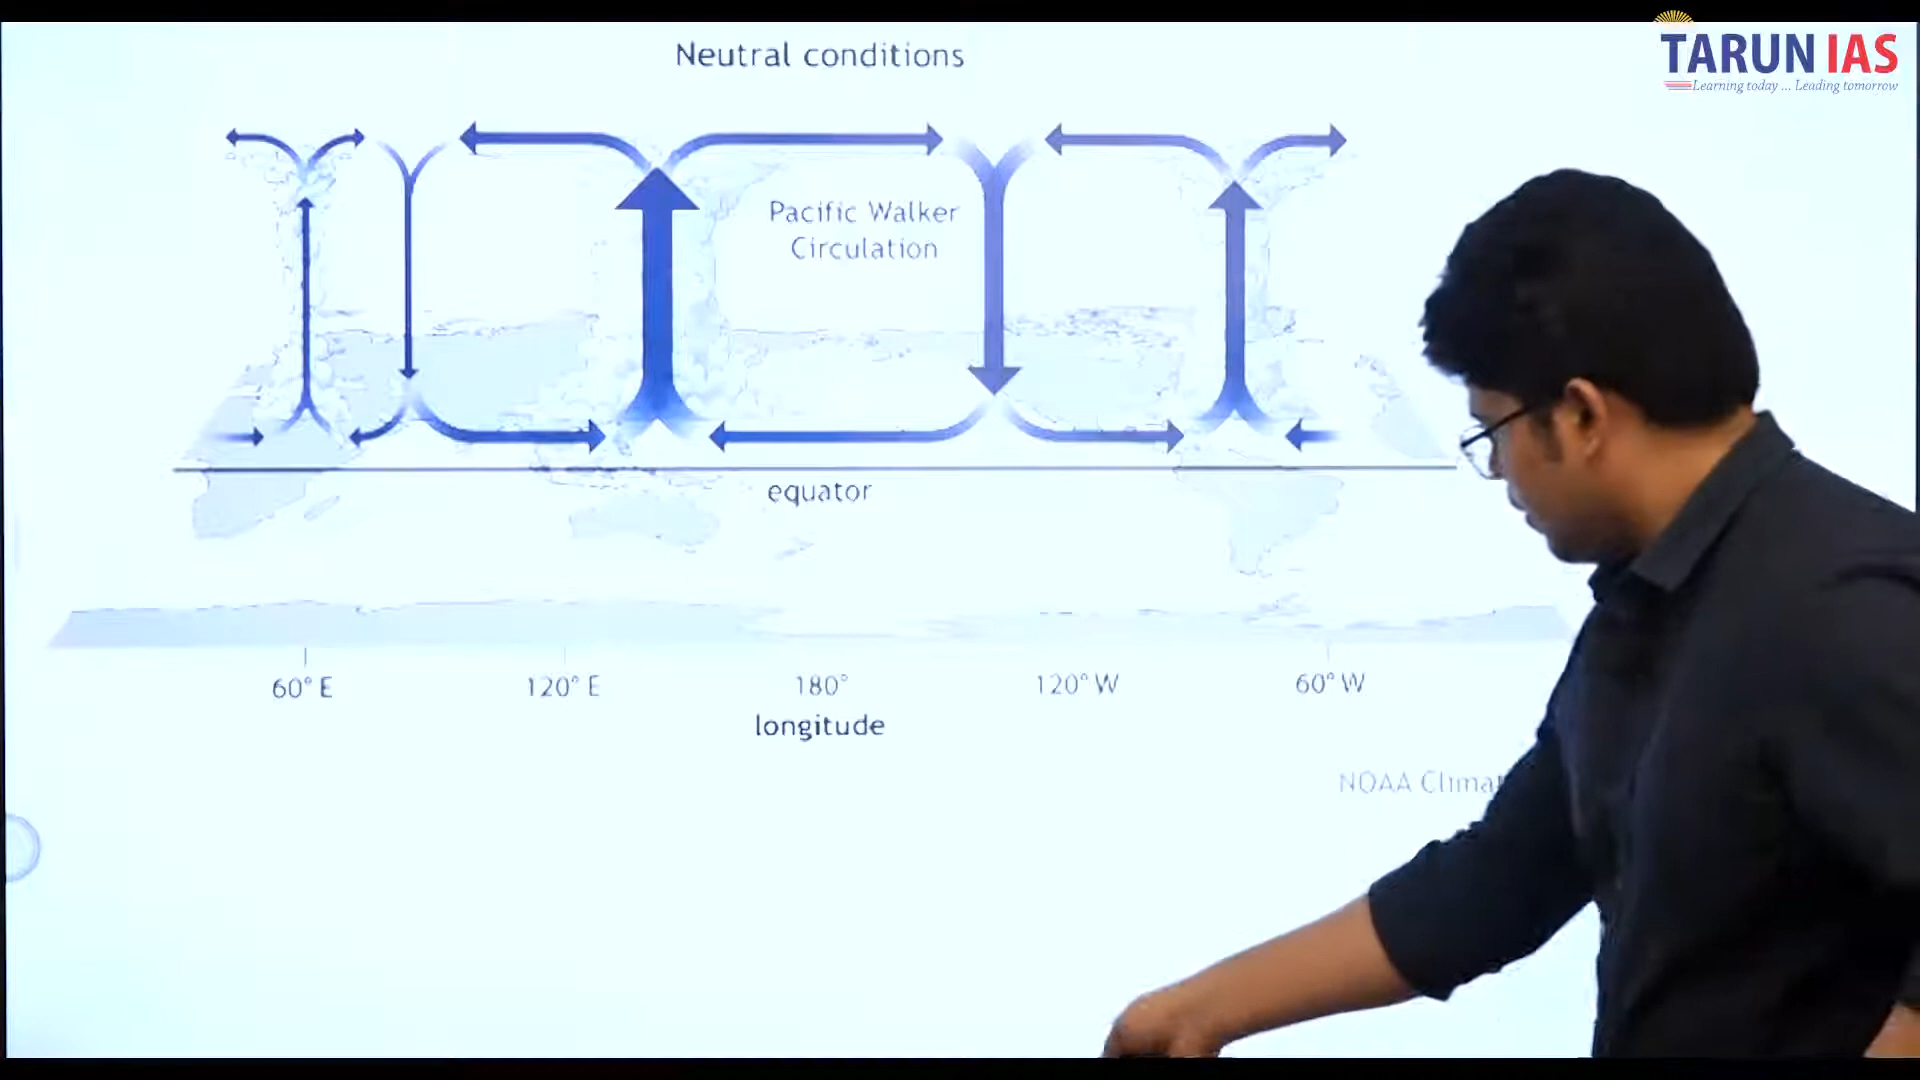 Neutral conditions
TARUN IAS
Learning today ... Leading tomorrow
Pacific Walker
Circulation
equator
60° E 120° E 180° 120° W 60° W
longitude
NOAA